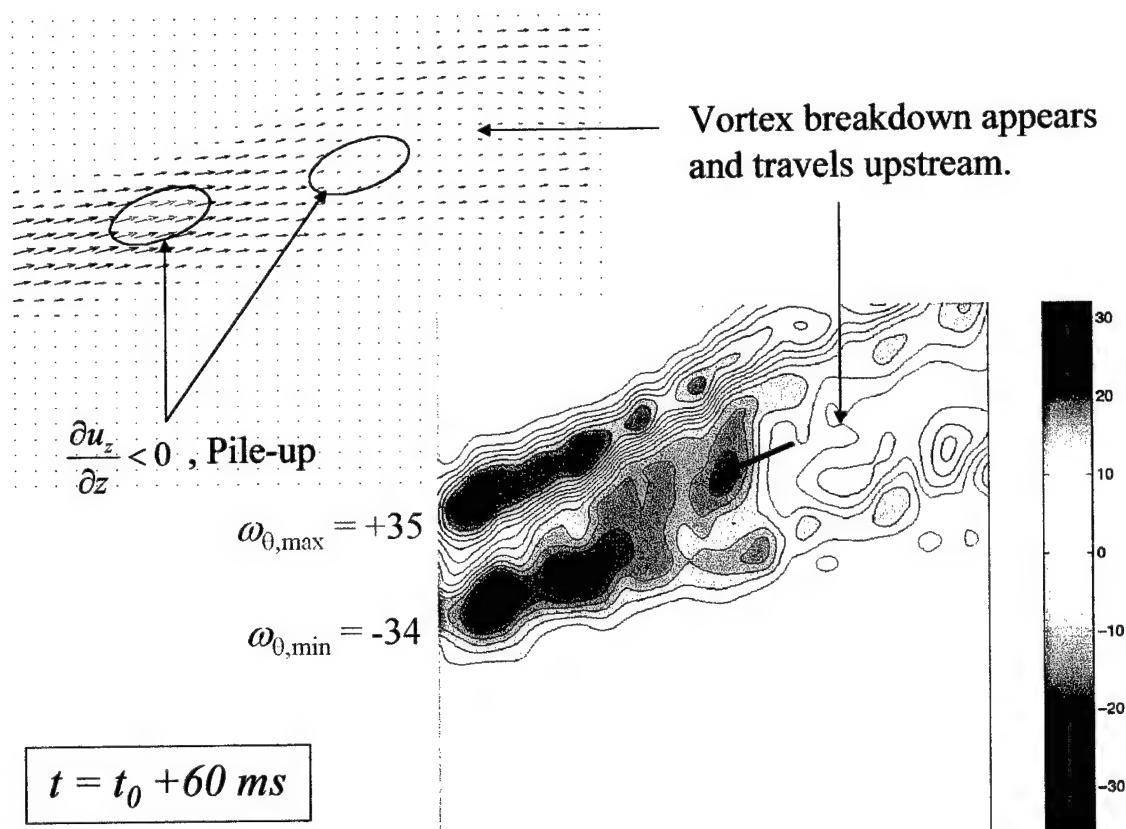 Vortex breakdown appears
and travels upstream.
∂u_z/∂z < 0 , Pile-up
ω_θ,max = +35
ω_θ,min = -34
t = t_0 +60 ms
30
20
10
0
−10
−20
−30